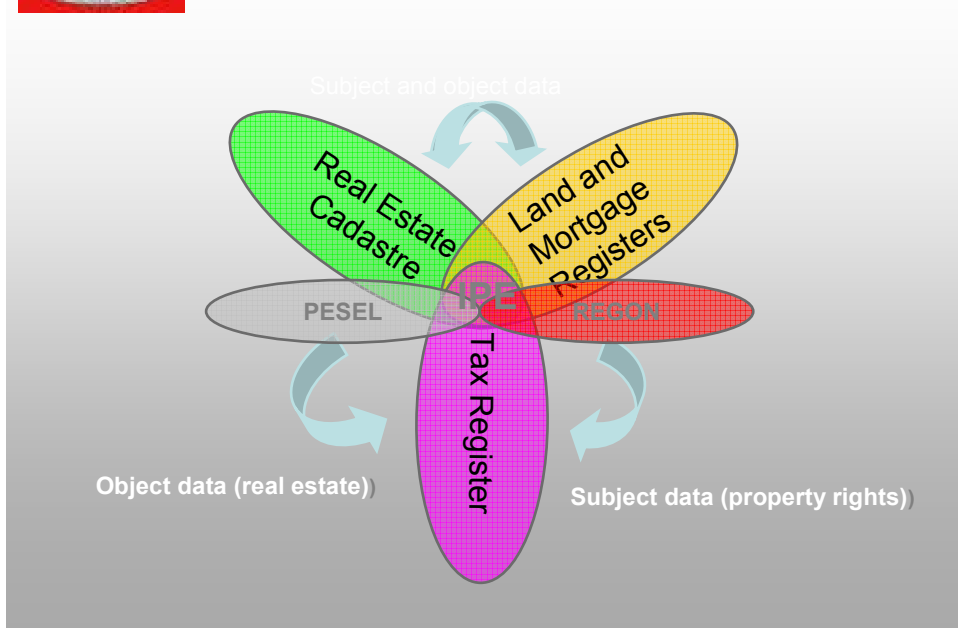 Subject and object data
Real Estate
Cadastre
Land and
Mortgage
Registers
PESEL
IPE
REGON
Tax Register
Object data (real estate))
Subject data (property rights))